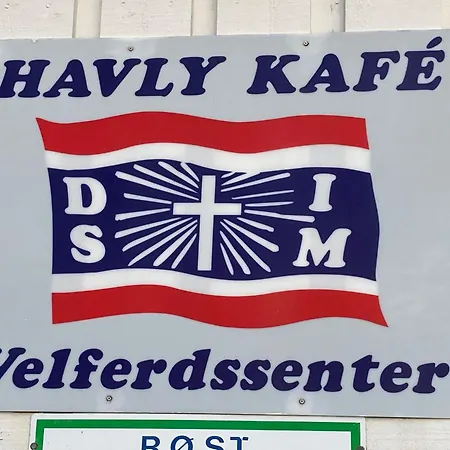 HAVLY KAFÉ
D I
S M
Velferdssenter
RØST